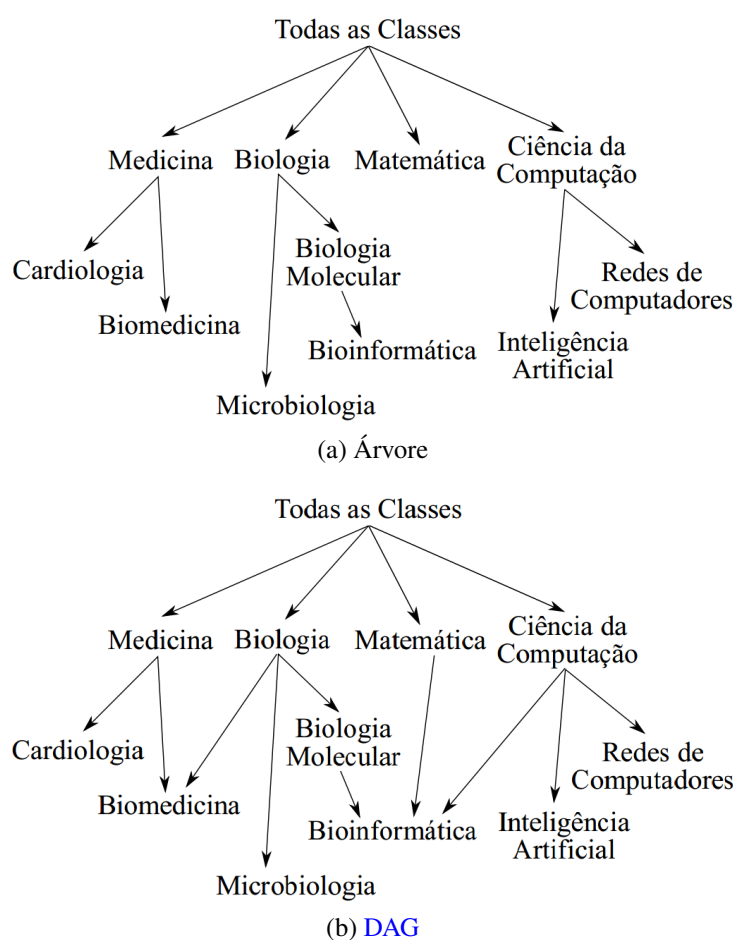 Todas as Classes
Medicina
Biologia
Matemática
Ciência da
Computação
Cardiologia
Biomedicina
Biologia
Molecular
Bioinformática
Microbiologia
Inteligência
Artificial
Redes de
Computadores
(a) Árvore
Todas as Classes
Medicina
Biologia
Matemática
Ciência da
Computação
Cardiologia
Biomedicina
Biologia
Molecular
Bioinformática
Microbiologia
Inteligência
Artificial
Redes de
Computadores
(b) DAG